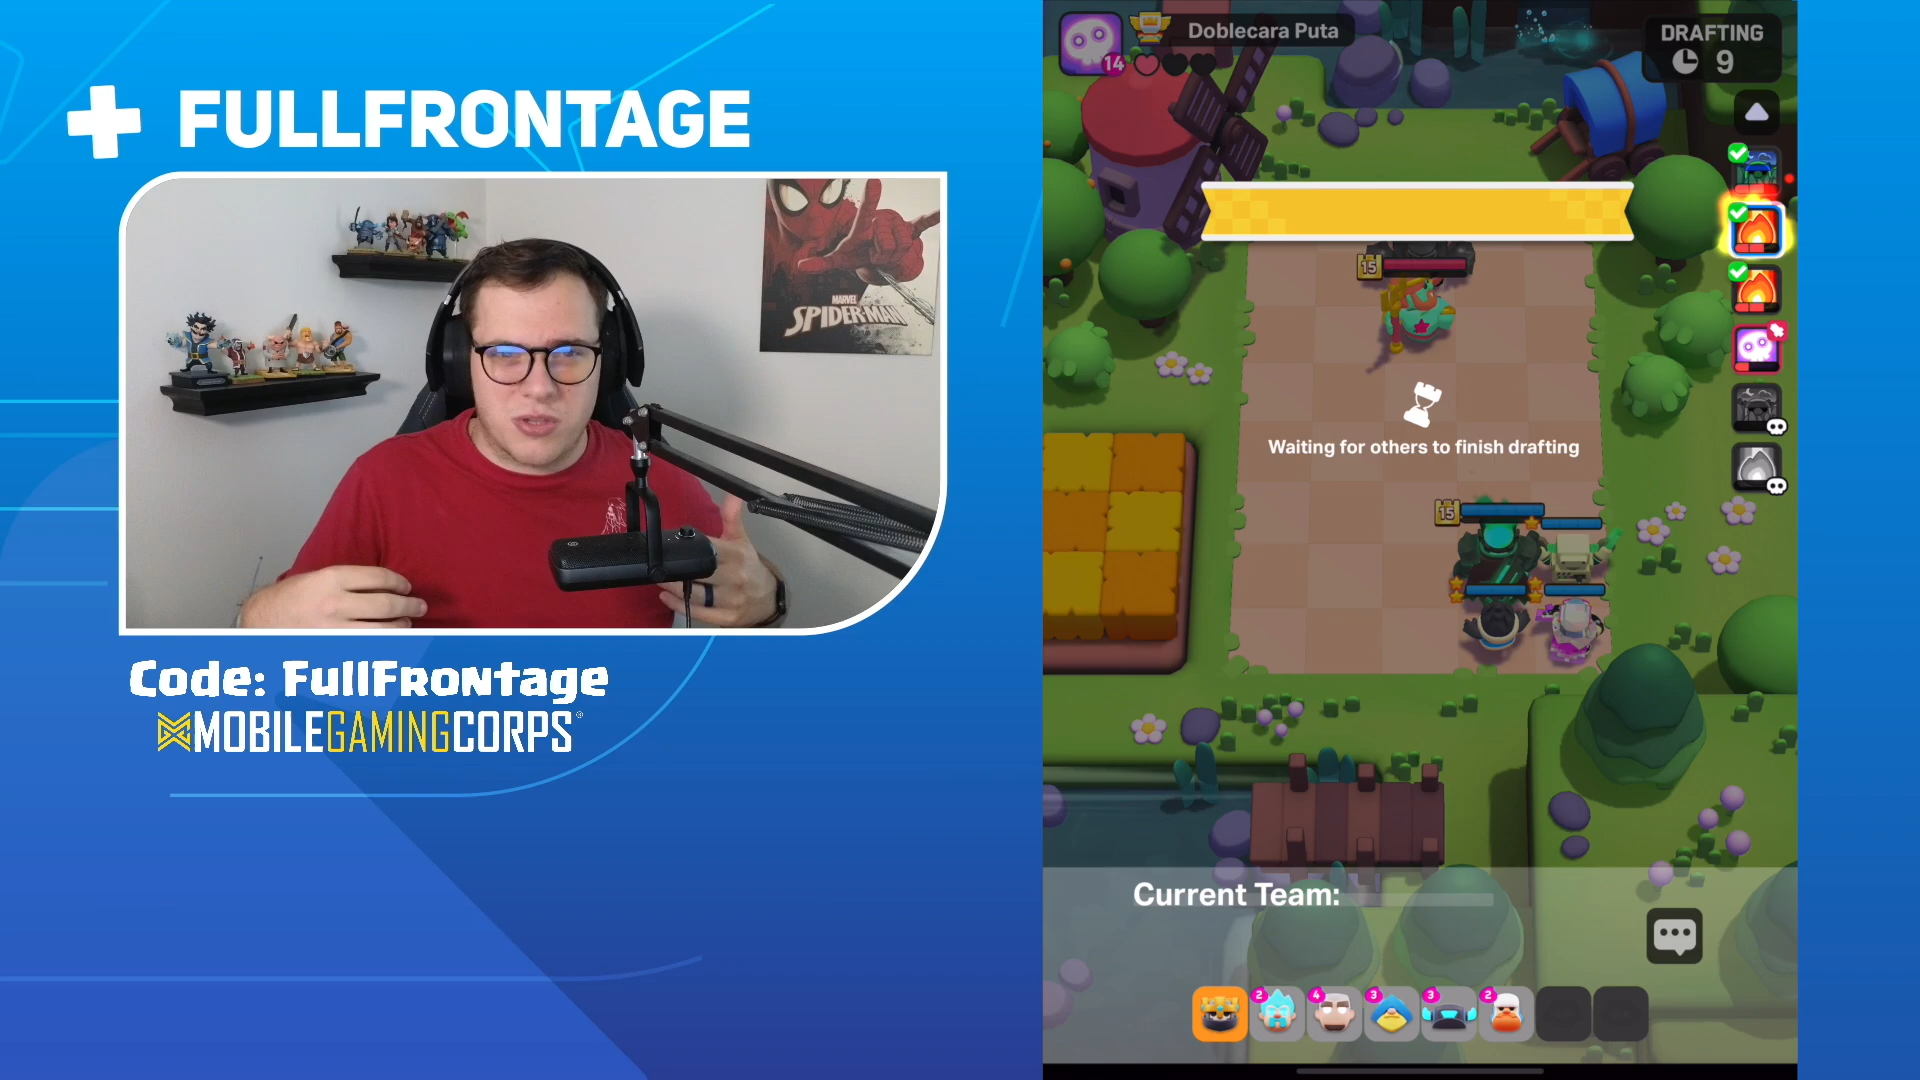 FULLFRONTAGE
MARVEL
SPIDER-MAN
Code: FullFrontage
MOBILEGAMINGCORPS
Doblecara Puta
14
DRAFTING
9
15
Waiting for others to finish drafting
15
Current Team:
2
4
3
3
2